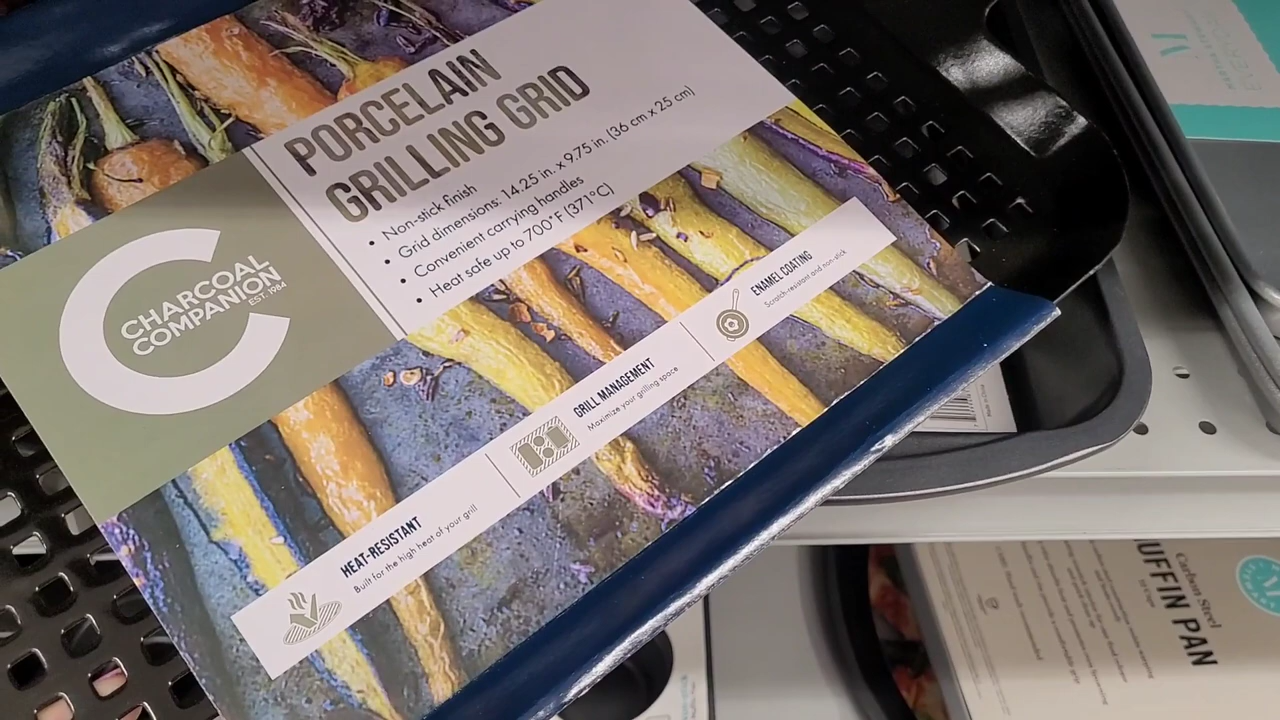 PORCELAIN
GRILLING GRID
• Non-stick finish
• Grid dimensions: 14.25 in. x 9.75 in. (36 cm x 25 cm)
• Convenient carrying handles
• Heat safe up to 700°F (371°C)
CHARCOAL
COMPANION
EST. 1984
HEAT-RESISTANT
Built for the high heat of your grill
GRILL MANAGEMENT
Maximize your grilling space
ENAMEL COATING
Scratch-resistant and non-stick
Made in China
Carbon Steel
UFFIN PAN